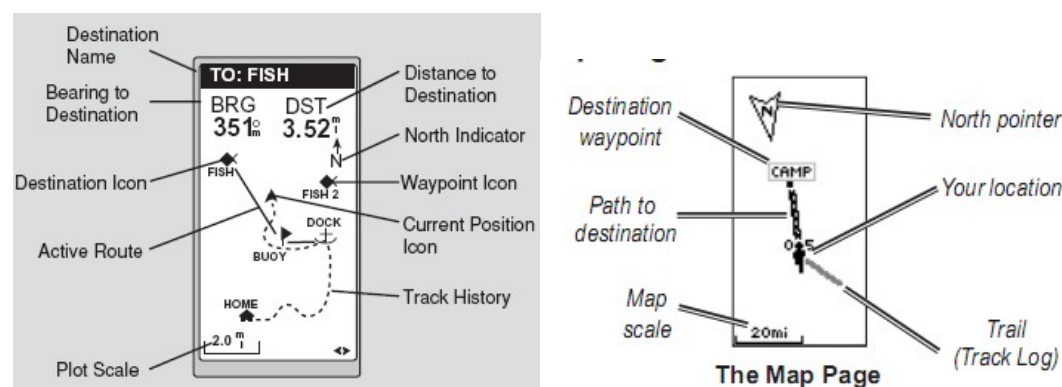 Destination
Name
Bearing to
Destination
Destination Icon
Active Route
Plot Scale
TO: FISH
BRG DST
351°m 3.52mi
N
FISH
FISH 2
DOCK
BUOY
HOME
2.0 mi
Distance to
Destination
North Indicator
Waypoint Icon
Current Position
Icon
Track History
Destination
waypoint
Path to
destination
Map
scale
N
CAMP
20mi
North pointer
Your location
Trail
(Track Log)
The Map Page